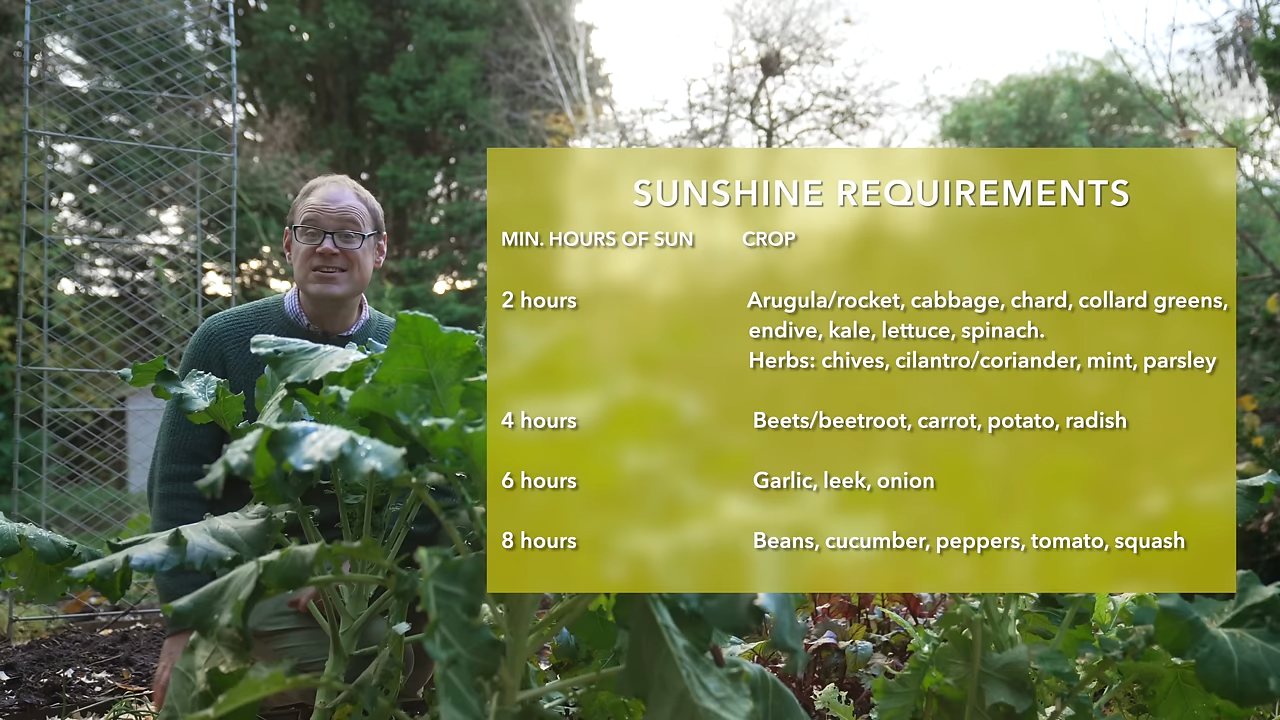 SUNSHINE REQUIREMENTS
MIN. HOURS OF SUN CROP
2 hours Arugula/rocket, cabbage, chard, collard greens,
endive, kale, lettuce, spinach.
Herbs: chives, cilantro/coriander, mint, parsley
4 hours Beets/beetroot, carrot, potato, radish
6 hours Garlic, leek, onion
8 hours Beans, cucumber, peppers, tomato, squash